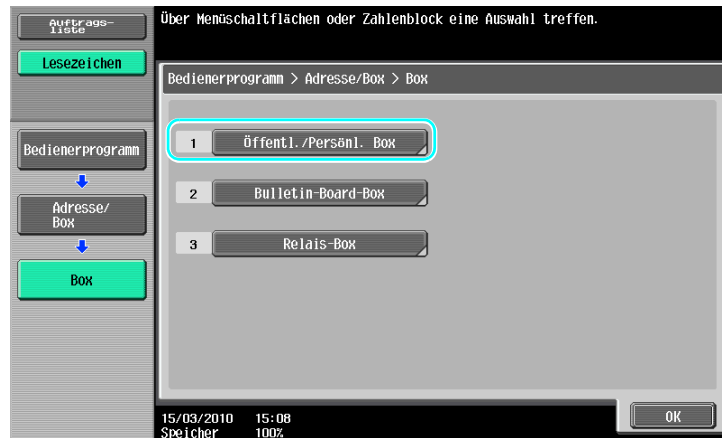 Auftrags-
liste
Lesezeichen
Bedienerprogramm
Adresse/
Box
Box
Über Menüschaltflächen oder Zahlenblock eine Auswahl treffen.
Bedienerprogramm > Adresse/Box > Box
1 Öffentl./Persönl. Box
2 Bulletin-Board-Box
3 Relais-Box
15/03/2010 15:08
Speicher 100%
OK